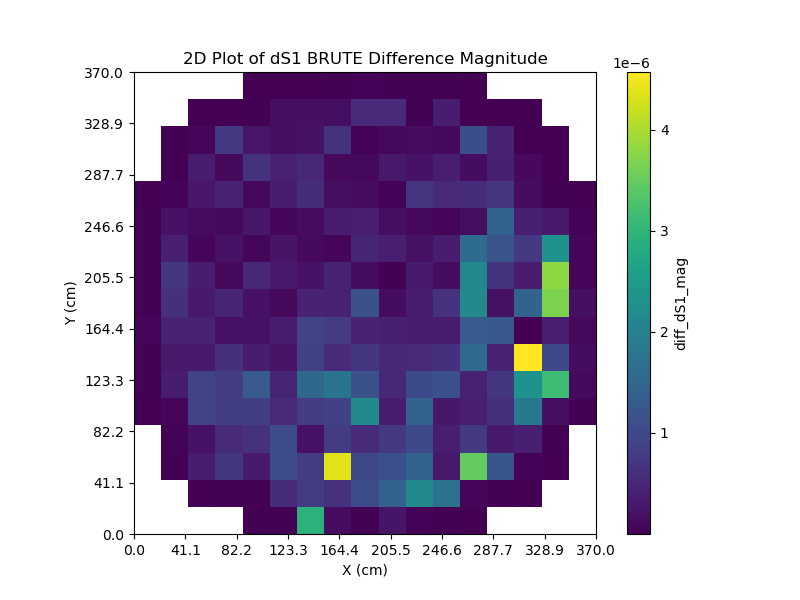 2D Plot of dS1 BRUTE Difference Magnitude
1e−6
370.0
328.9
287.7
246.6
205.5
164.4
123.3
82.2
41.1
0.0
Y (cm)
0.0 41.1 82.2 123.3 164.4 205.5 246.6 287.7 328.9 370.0
X (cm)
4
3
2
1
diff_dS1_mag